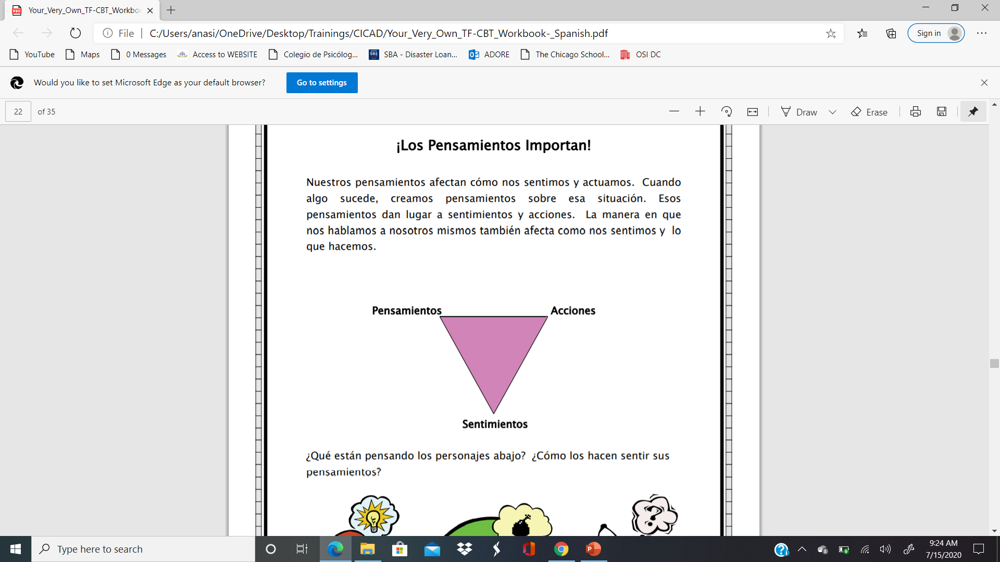 Your_Very_Own_TF-CBT_Workbo
File | C:/Users/anasi/OneDrive/Desktop/Trainings/CICAD/Your_Very_Own_TF-CBT_Workbook-_Spanish.pdf
Sign in
YouTube Maps 0 Messages Access to WEBSITE Colegio de Psicólog... SBA - Disaster Loan... ADORE The Chicago School... OSI DC
Would you like to set Microsoft Edge as your default browser? Go to settings
22 of 35 Draw Erase
¡Los Pensamientos Importan!
Nuestros pensamientos afectan cómo nos sentimos y actuamos. Cuando
algo sucede, creamos pensamientos sobre esa situación. Esos
pensamientos dan lugar a sentimientos y acciones. La manera en que
nos hablamos a nosotros mismos también afecta como nos sentimos y lo
que hacemos.
Pensamientos Acciones
Sentimientos
¿Qué están pensando los personajes abajo? ¿Cómo los hacen sentir sus
pensamientos?
Type here to search
9:24 AM
7/15/2020